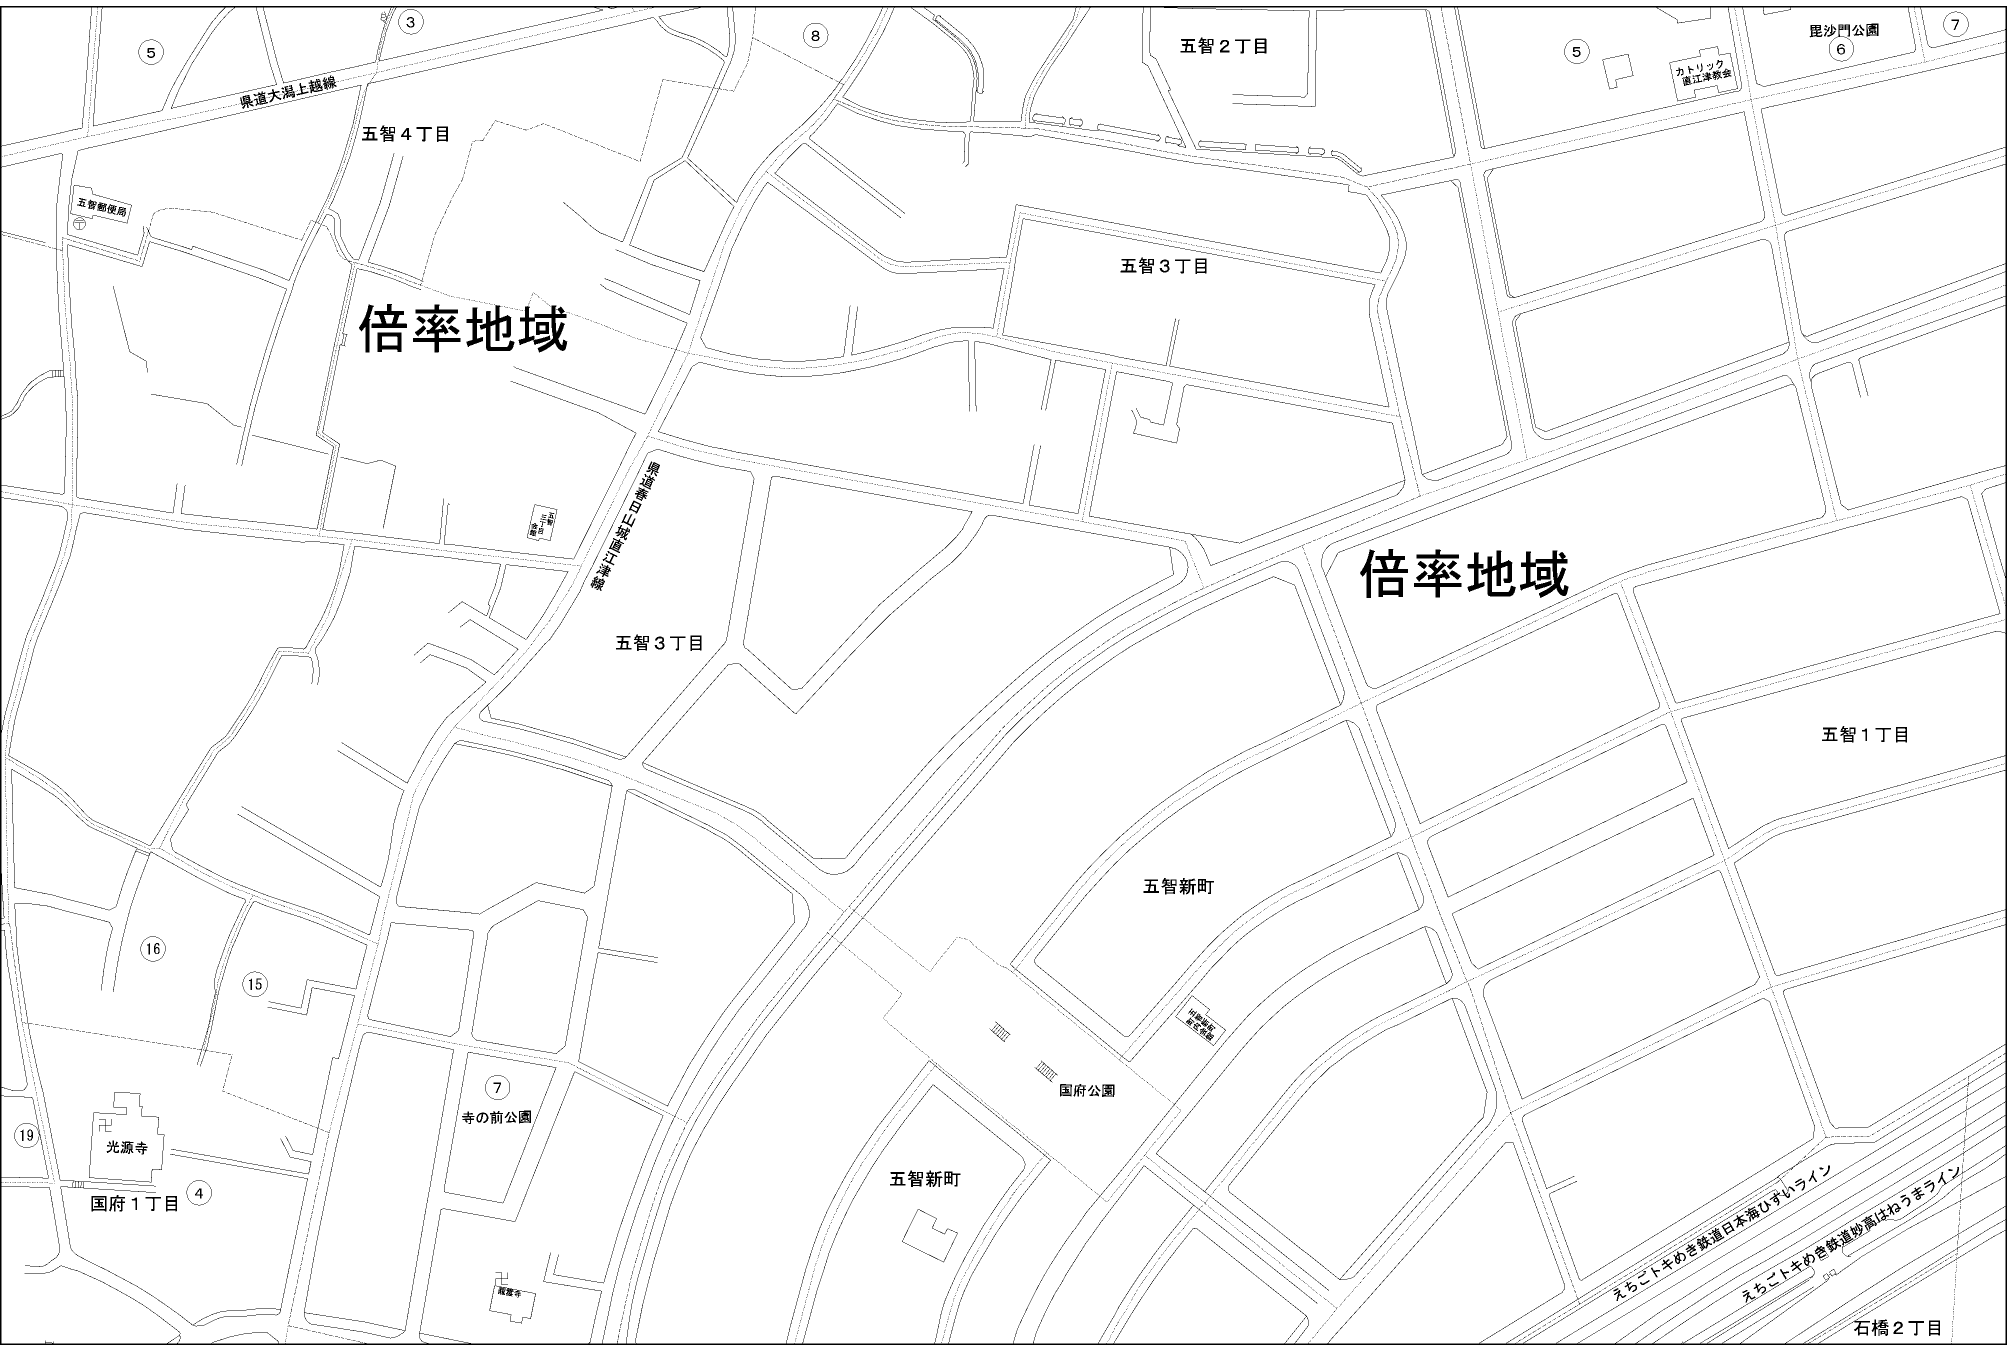 3
5
8
五智２丁目
5
毘沙門公園
6
7
カトリック
直江津教会
県道大潟上越線
五智４丁目
五智郵便局
五智３丁目
倍率地域
県道春日山城直江津線
五智
三丁目
会館
倍率地域
五智３丁目
五智１丁目
五智新町
16
15
国府公園
7
寺の前公園
19
光源寺
4
国府１丁目
五智新町
えちごトキめき鉄道日本海ひすいライン
えちごトキめき鉄道妙高はねうまライン
石橋２丁目